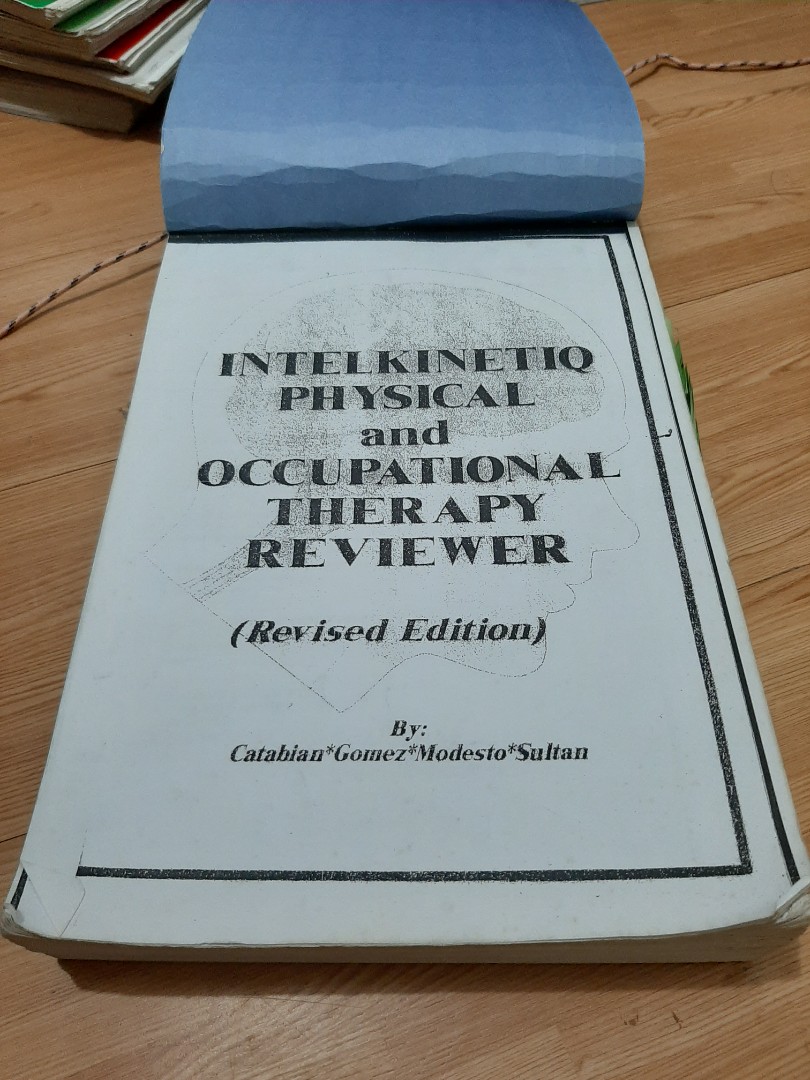 INTELKINETIQ
PHYSICAL
and
OCCUPATIONAL
THERAPY
REVIEWER
(Revised Edition)
By:
Catabian*Gomez*Modesto*Sultan